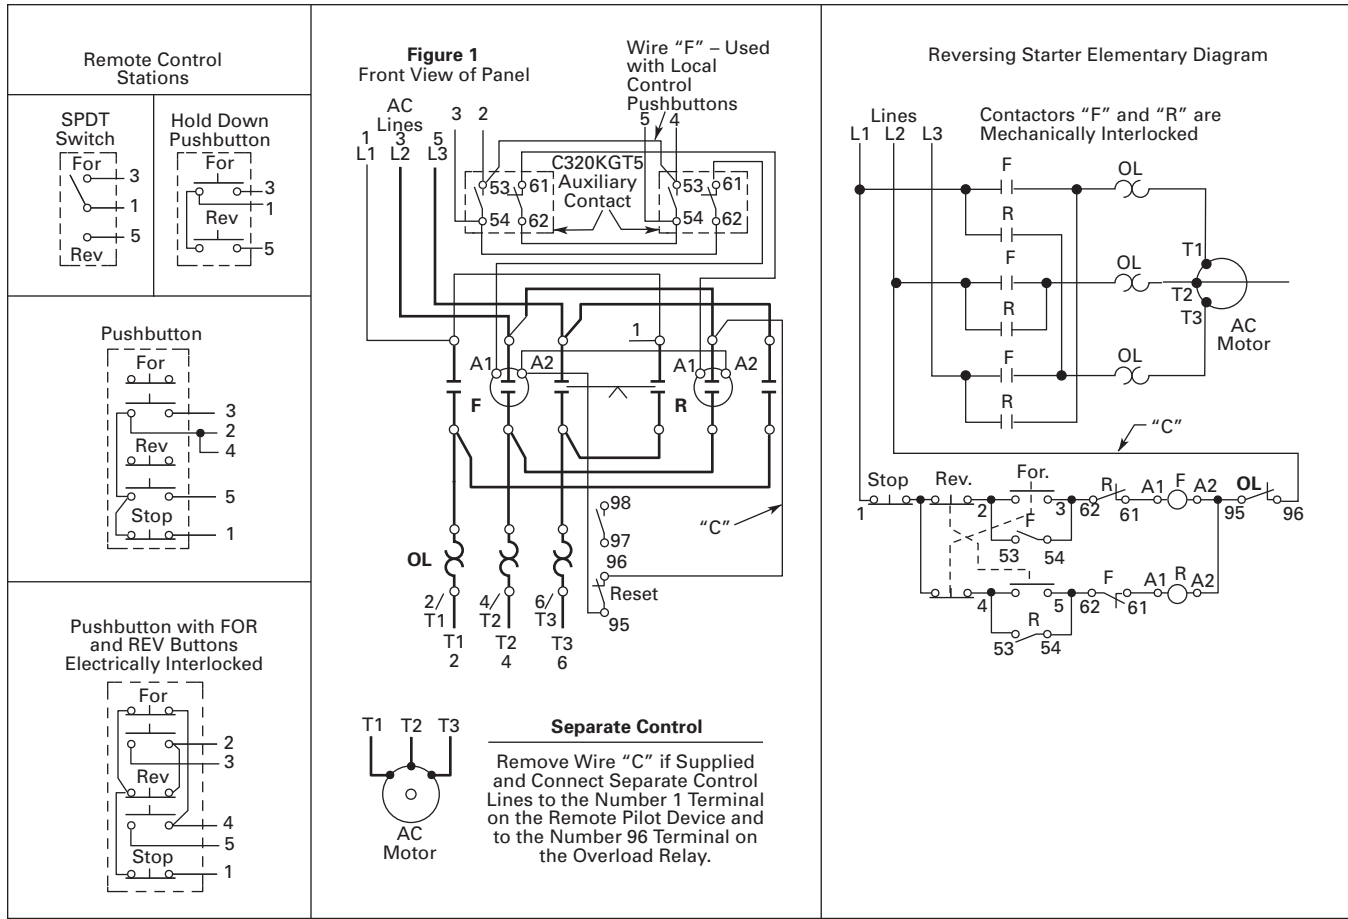 Remote Control
Stations
SPDT
Switch
For
3
1
5
Rev
Hold Down
Pushbutton
For
3
1
Rev
5
Pushbutton
For
3
2
Rev
4
5
Stop
1
Pushbutton with FOR
and REV Buttons
Electrically Interlocked
For
2
3
Rev
4
5
Stop
1
Figure 1
Front View of Panel
Wire “F” – Used
with Local
Control
Pushbuttons
AC
Lines
1 3 5
L1 L2 L3
3 2
5 4
C320KGT5
Auxiliary
Contact
53 61
54 62
53 61
54 62
1
A1 A2
F
A1 A2
R
98
97
“C”
96
OL
Reset
95
2/ 4/ 6/
T1 T2 T3
T1 T2 T3
2 4 6
T1 T2 T3
AC
Motor
Separate Control
Remove Wire “C” if Supplied
and Connect Separate Control
Lines to the Number 1 Terminal
on the Remote Pilot Device and
to the Number 96 Terminal on
the Overload Relay.
Reversing Starter Elementary Diagram
Lines
L1 L2 L3
Contactors “F” and “R” are
Mechanically Interlocked
F OL
R
T1
F OL
T2
R
T3
AC
Motor
F OL
R
“C”
Stop Rev. For. R A1 F A2 OL
1 2 3 62 61 95 96
F
53 54
F A1 R A2
4 5 62 61
R
53 54